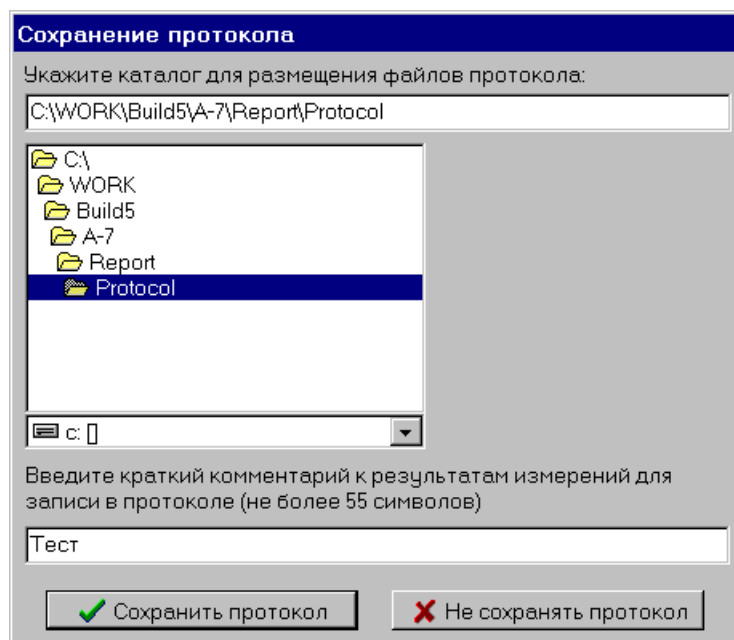 Сохранение протокола
Укажите каталог для размещения файлов протокола:
C:\WORK\Build5\A-7\Report\Protocol
C:\
WORK
Build5
A-7
Report
Protocol
c: []
Введите краткий комментарий к результатам измерений для
записи в протоколе (не более 55 символов)
Тест
Сохранить протокол
Не сохранять протокол